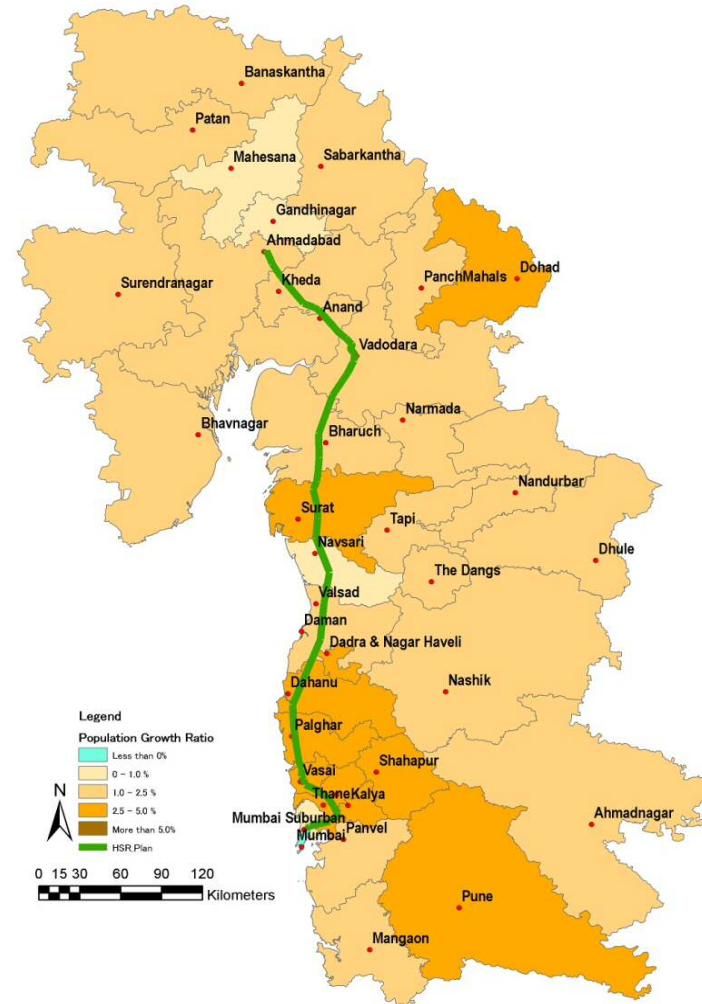 Banaskantha
Patan
Mahesana
Sabarkantha
Gandhinagar
Ahmadabad
Kheda
PanchMahals
Dohad
Surendranagar
Anand
Vadodara
Narmada
Bhavnagar
Bharuch
Nandurbar
Surat
Tapi
Navsari
Dhule
The Dangs
Valsad
Daman
Dadra & Nagar Haveli
Nashik
Dahanu
Palghar
Shahapur
Vasai
ThaneKalya
Ahmadnagar
Mumbai Suburban
Panvel
Mumbai
Pune
Mangaon
Legend
Population Growth Ratio
Less than 0%
0 - 1.0 %
1.0 - 2.5 %
2.5 - 5.0 %
More than 5.0%
HSR_Plan
N
0 15 30 60 90 120
Kilometers